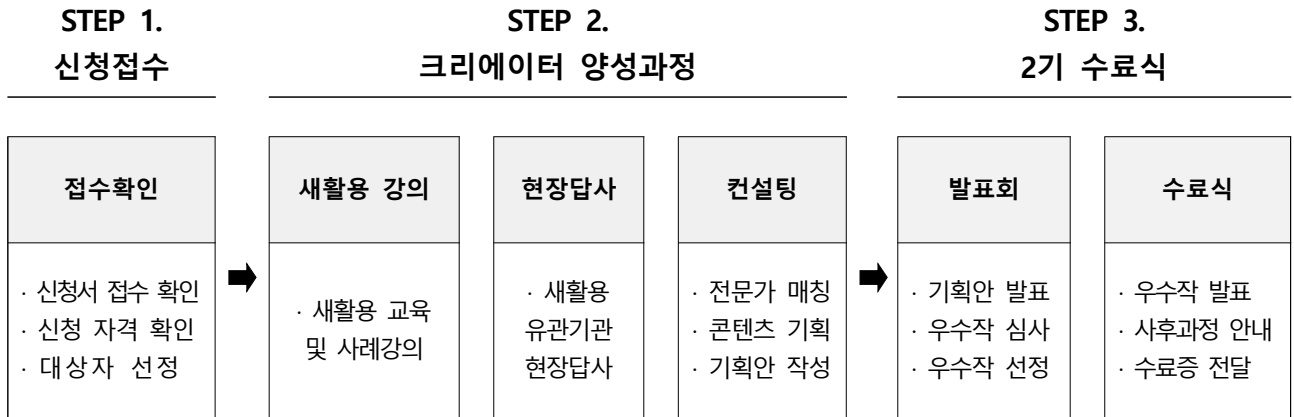 STEP 1.
신청접수
STEP 2.
크리에이터 양성과정
STEP 3.
2기 수료식
접수확인
· 신청서 접수 확인
· 신청 자격 확인
· 대상자 선정
새활용 강의
· 새활용 교육
및 사례강의
현장답사
· 새활용
유관기관
현장답사
컨설팅
· 전문가 매칭
· 콘텐츠 기획
· 기획안 작성
발표회
· 기획안 발표
· 우수작 심사
· 우수작 선정
수료식
· 우수작 발표
· 사후과정 안내
· 수료증 전달